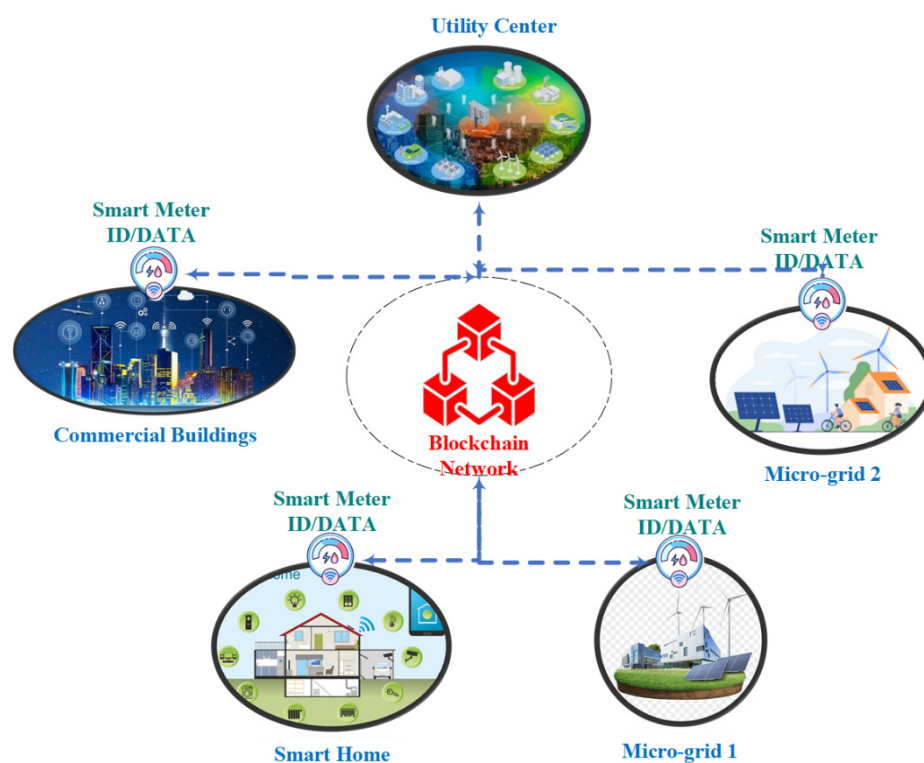 Utility Center
Smart Meter
ID/DATA
Smart Meter
ID/DATA
Commercial Buildings
Blockchain
Network
Micro-grid 2
Smart Meter
ID/DATA
Smart Meter
ID/DATA
ome
Smart Home
Micro-grid 1